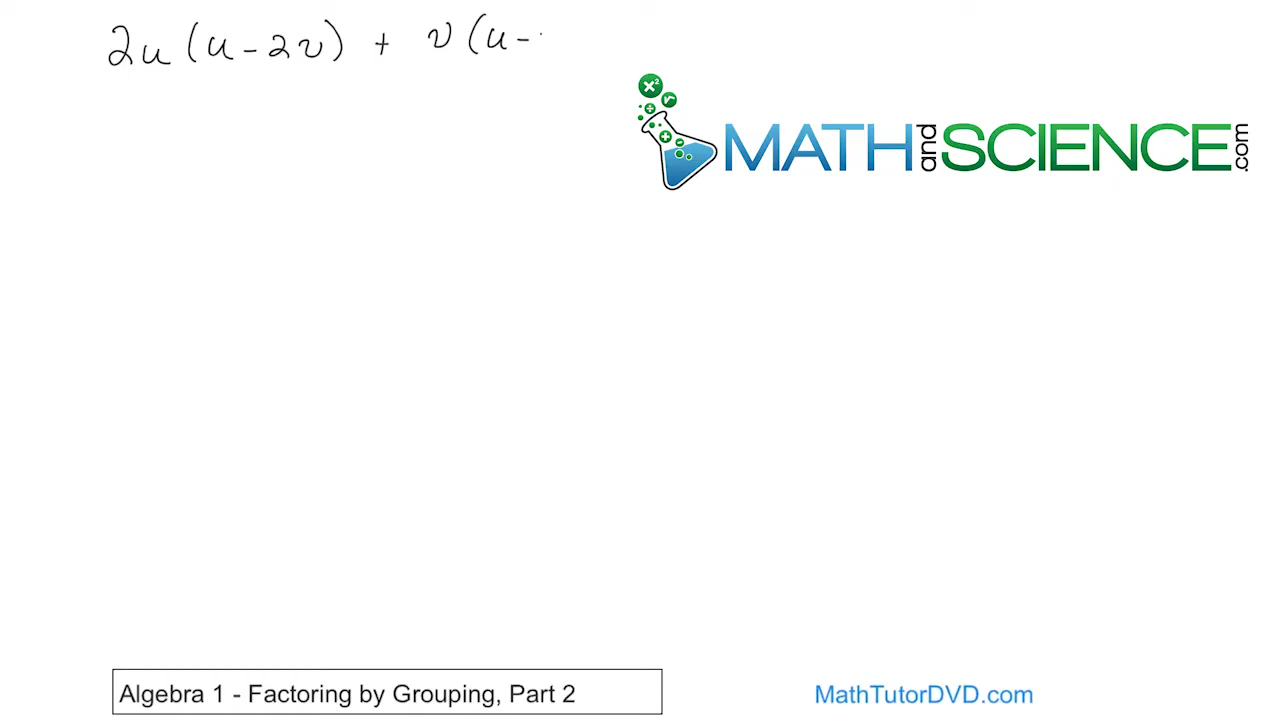 2u(u-2v) + v(u-
MATH and SCIENCE .com
Algebra 1 - Factoring by Grouping, Part 2
MathTutorDVD.com